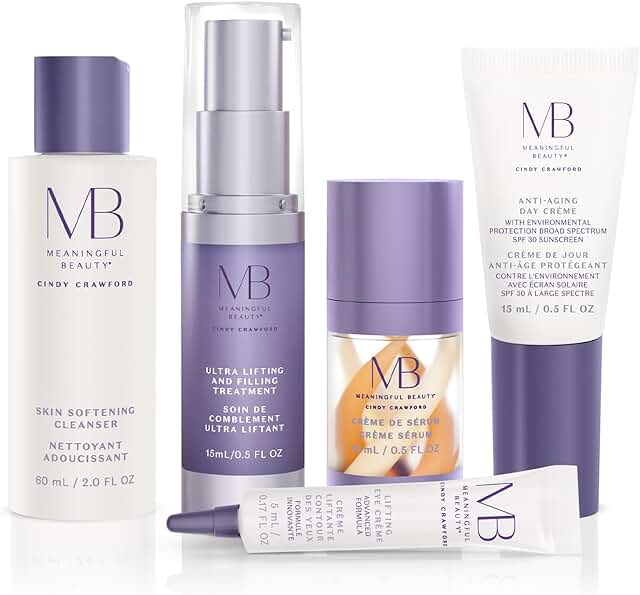 MB
MEANINGFUL
BEAUTY®
CINDY CRAWFORD
SKIN SOFTENING
CLEANSER
NETTOYANT
ADOUCISSANT
60 mL / 2.0 FL OZ
MB
MEANINGFUL
BEAUTY®
CINDY CRAWFORD
ULTRA LIFTING
AND FILLING
TREATMENT
SOIN DE
COMBLEMENT
ULTRA LIFTANT
15mL/0.5 FL OZ
MB
MEANINGFUL BEAUTY®
CINDY CRAWFORD
CRÈME DE SÉRUM
CRÈME SÉRUM
mL/0.5 FL OZ
MB
MEANINGFUL
BEAUTY®
CINDY CRAWFORD
ANTI-AGING
DAY CRÈME
WITH ENVIRONMENTAL
PROTECTION BROAD SPECTRUM
SPF 30 SUNSCREEN
CRÈME DE JOUR
ANTI-ÂGE PROTÉGEANT
CONTRE L'ENVIRONNEMENT
AVEC ÉCRAN SOLAIRE
SPF 30 À LARGE SPECTRE
15 mL / 0.5 FL OZ
MB
MEANINGFUL
BEAUTY®
CINDY CRAWFORD
LIFTING
EYE CRÈME
ADVANCED
FORMULA
CRÈME
LIFTANTE
CONTOUR
DES YEUX
FORMULE
INNOVANTE
5 mL /
0.17 FL OZ